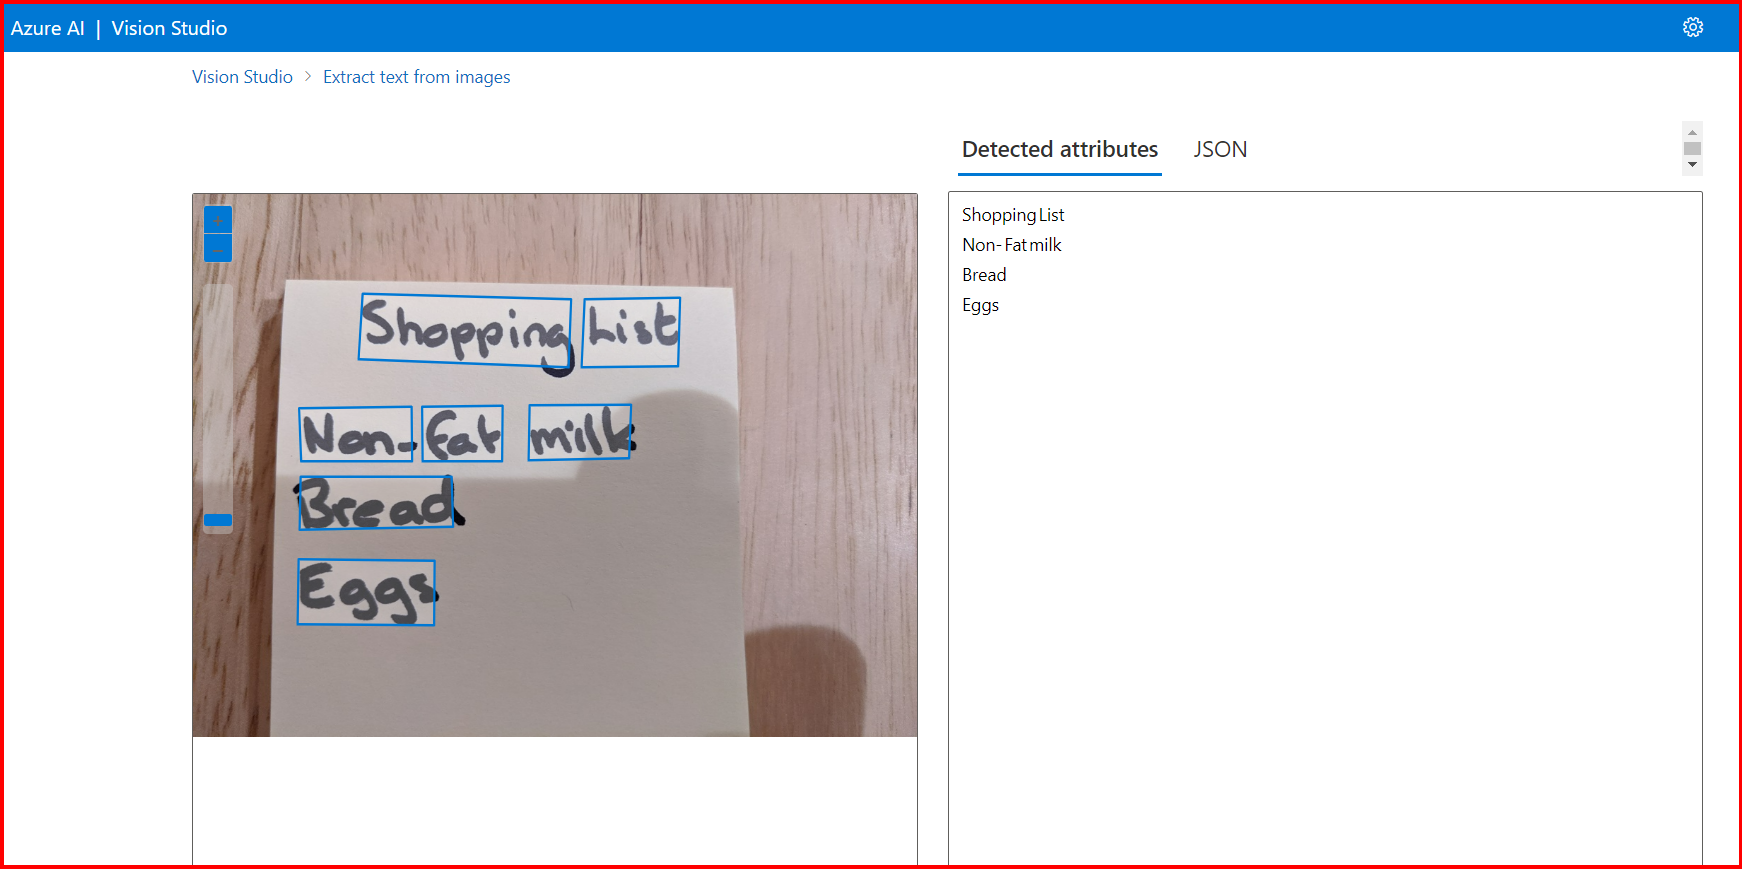 Azure AI | Vision Studio
Vision Studio > Extract text from images
Detected attributes JSON
Shopping List
Non-Fat milk
Bread
Eggs
Shopping List
Non-Fat milk
Bread
Eggs